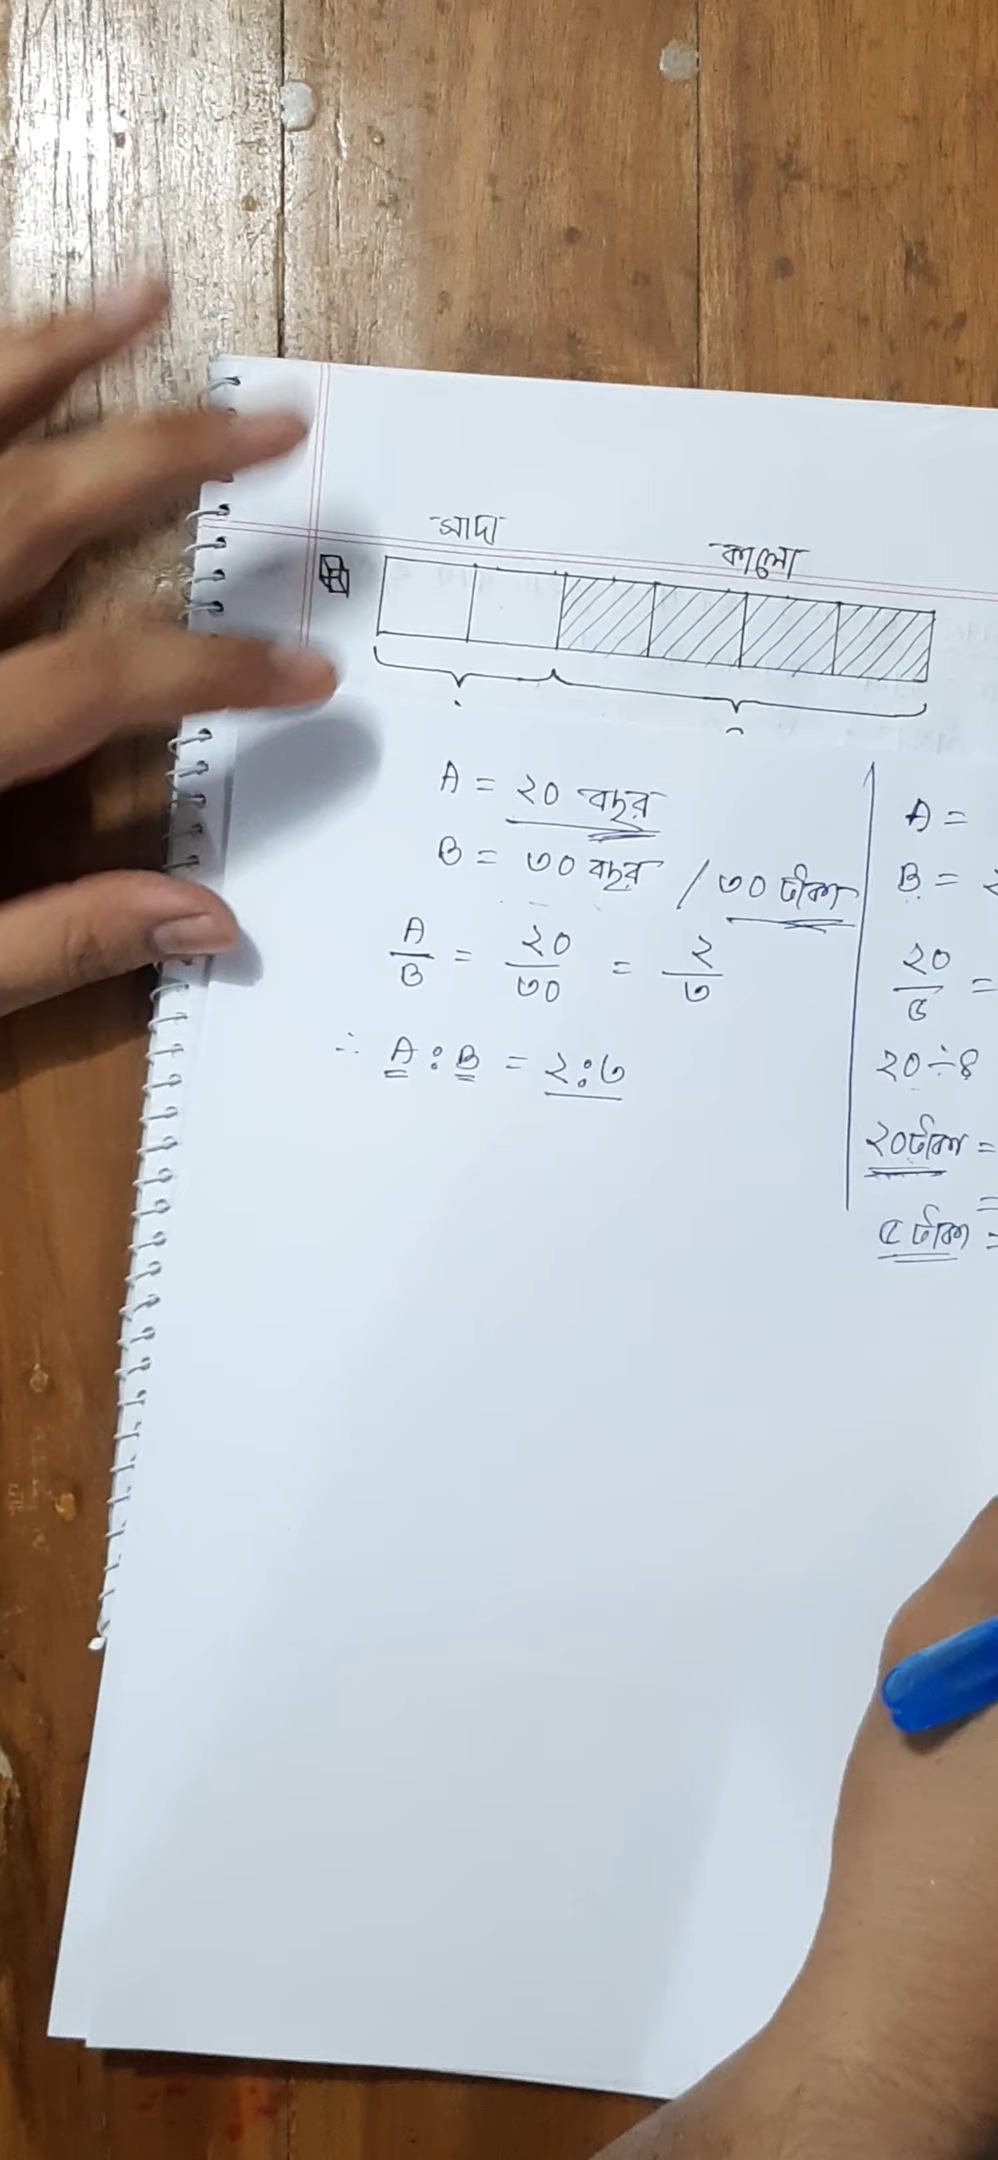 সাদা
কালো
A = ২০ বছর
B = ৩০ বছর / ৩০ টাকা
A/B = ২০/৩০ = ২/৩
∴ A : B = ২ : ৩
A =
B =
২০/৫ =
২০÷৪
২০টাকা =
=
৫ টাকা =